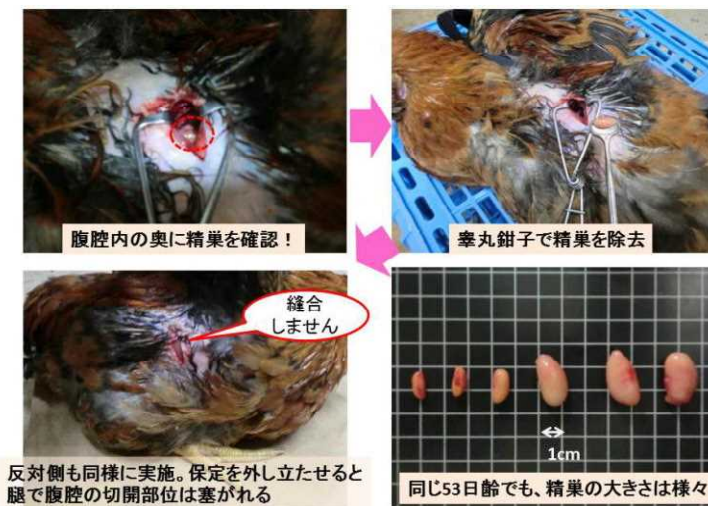 腹腔内の奥に精巣を確認！
睾丸鉗子で精巣を除去
縫合
しません
反対側も同様に実施。保定を外し立たせると
腿で腹腔の切開部位は塞がれる
1cm
同じ53日齢でも、精巣の大きさは様々